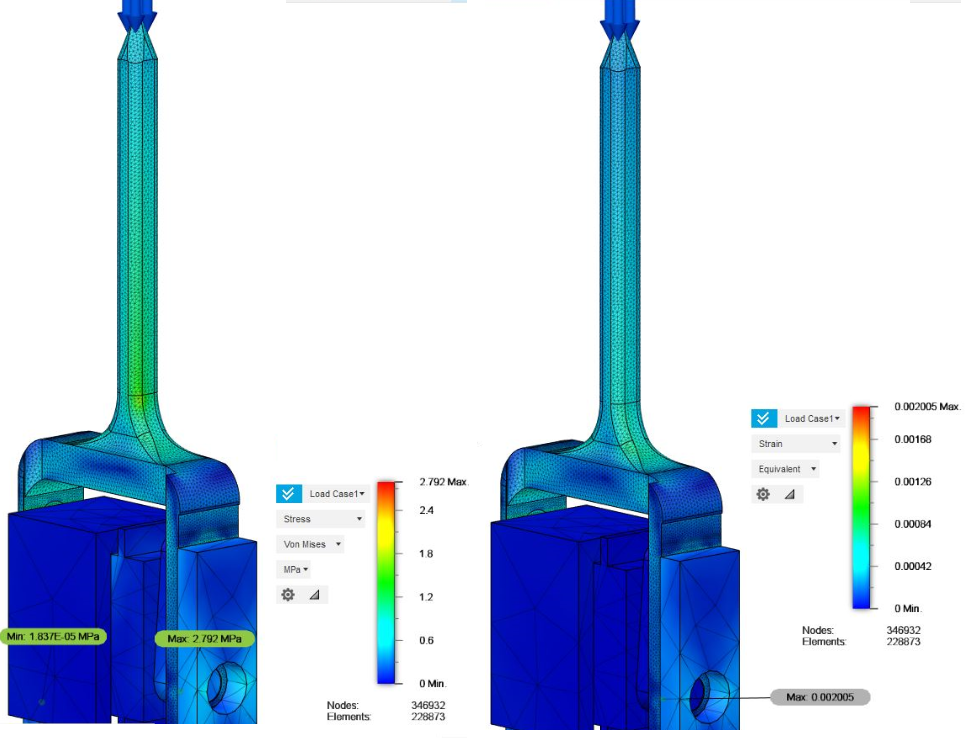 Min: 1.837E-05 MPa
Max: 2.792 MPa
Load Case1
Stress
Von Mises
MPa
2.792 Max.
2.4
1.8
1.2
0.6
0 Min.
Nodes: 346932
Elements: 228873
Load Case1
Strain
Equivalent
0.002005 Max.
0.00168
0.00126
0.00084
0.00042
0 Min.
Nodes: 346932
Elements: 228873
Max: 0.002005